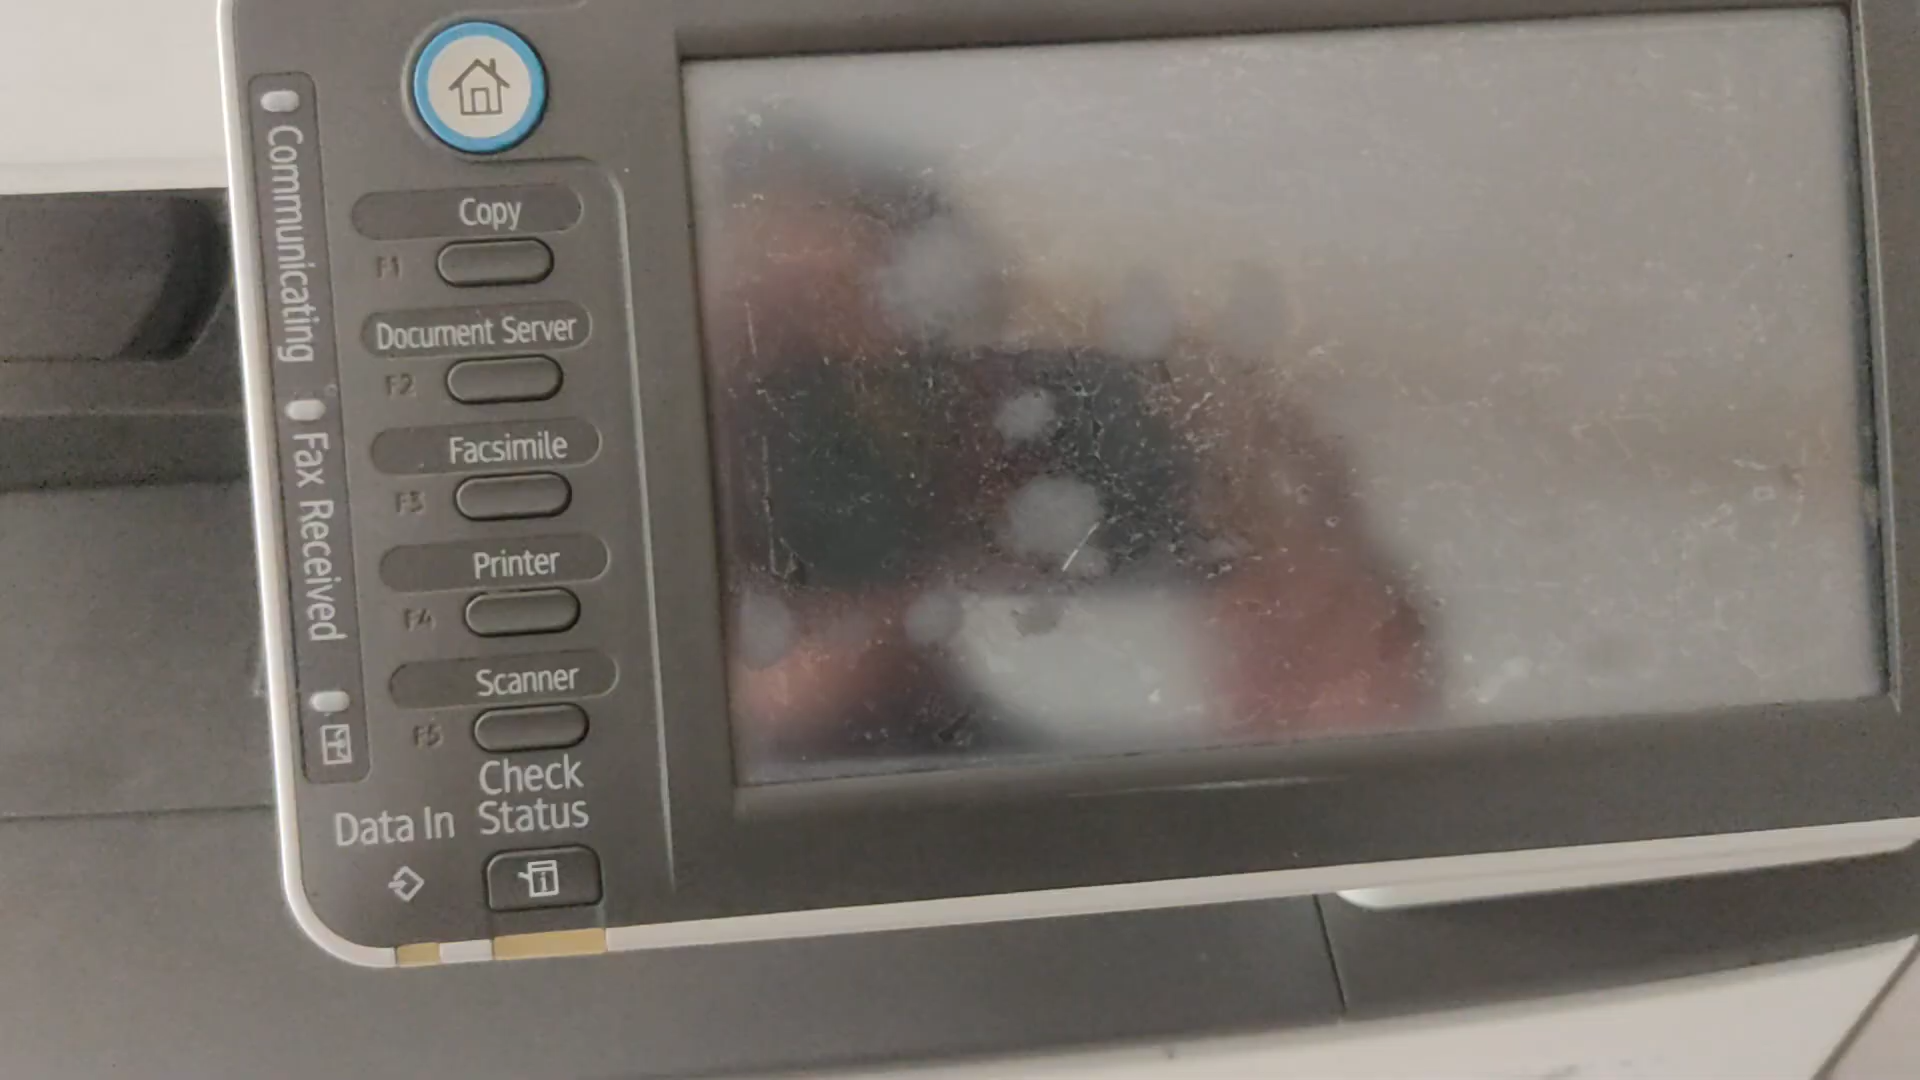 Communicating
Fax Received
Copy
F1
Document Server
F2
Facsimile
F3
Printer
F4
Scanner
F5
Check
Status
Data In